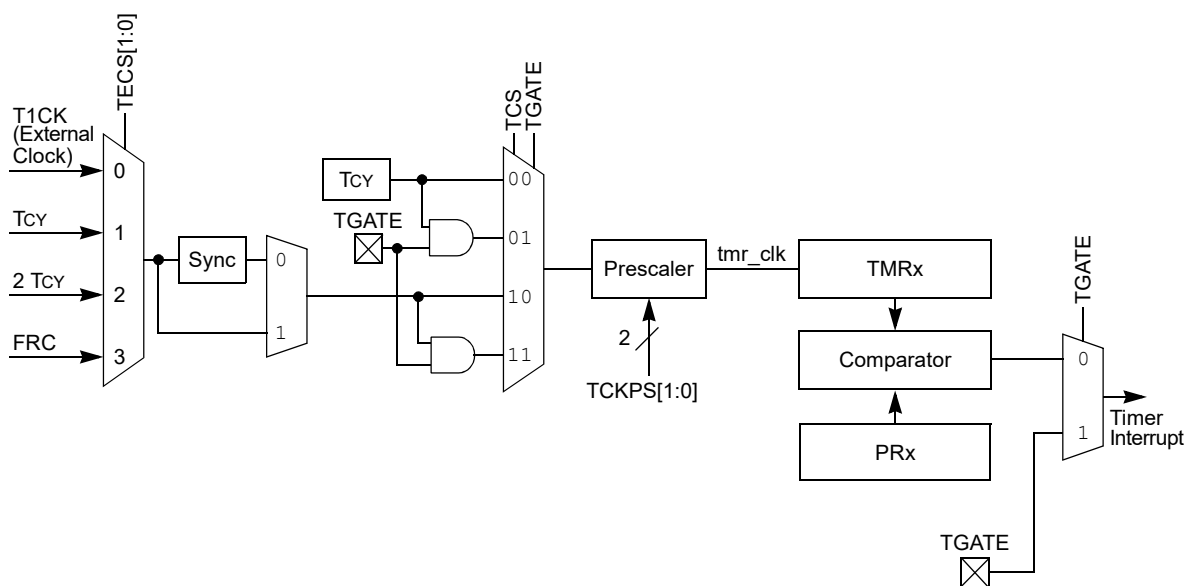 TECS[1:0]
T1CK
(External
Clock)
0
TCY
1
2 TCY
2
FRC
3
Sync
0
1
TCY
TGATE
TCS
TGATE
00
01
10
11
Prescaler
2
TCKPS[1:0]
tmr_clk
TMRx
Comparator
PRx
TGATE
0
1
Timer
Interrupt
TGATE